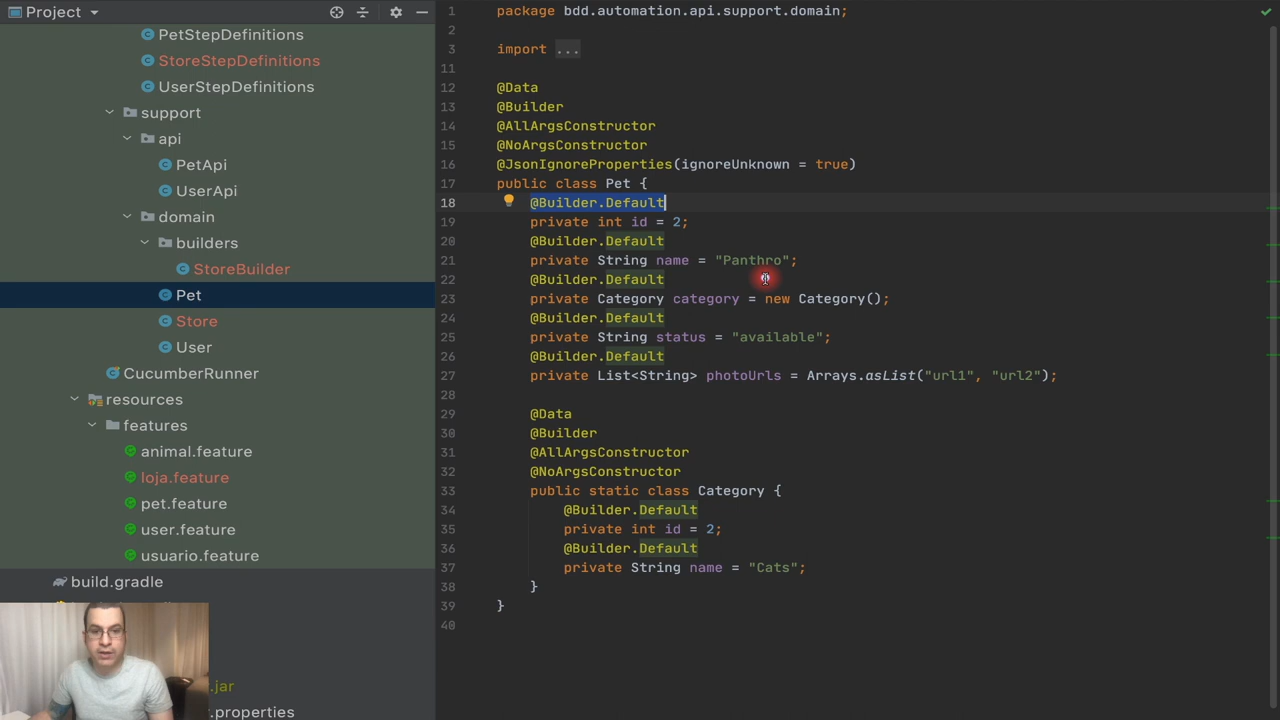 Project
PetStepDefinitions
StoreStepDefinitions
UserStepDefinitions
support
api
PetApi
UserApi
domain
builders
StoreBuilder
Pet
Store
User
CucumberRunner
resources
features
animal.feature
loja.feature
pet.feature
user.feature
usuario.feature
build.gradle
.jar
.properties
1 package bdd.automation.api.support.domain;
2
3 import ...
11
12 @Data
13 @Builder
14 @AllArgsConstructor
15 @NoArgsConstructor
16 @JsonIgnoreProperties(ignoreUnknown = true)
17 public class Pet {
18 @Builder.Default
19 private int id = 2;
20 @Builder.Default
21 private String name = "Panthro";
22 @Builder.Default
23 private Category category = new Category();
24 @Builder.Default
25 private String status = "available";
26 @Builder.Default
27 private List<String> photoUrls = Arrays.asList("url1", "url2");
28
29 @Data
30 @Builder
31 @AllArgsConstructor
32 @NoArgsConstructor
33 public static class Category {
34 @Builder.Default
35 private int id = 2;
36 @Builder.Default
37 private String name = "Cats";
38 }
39 }
40